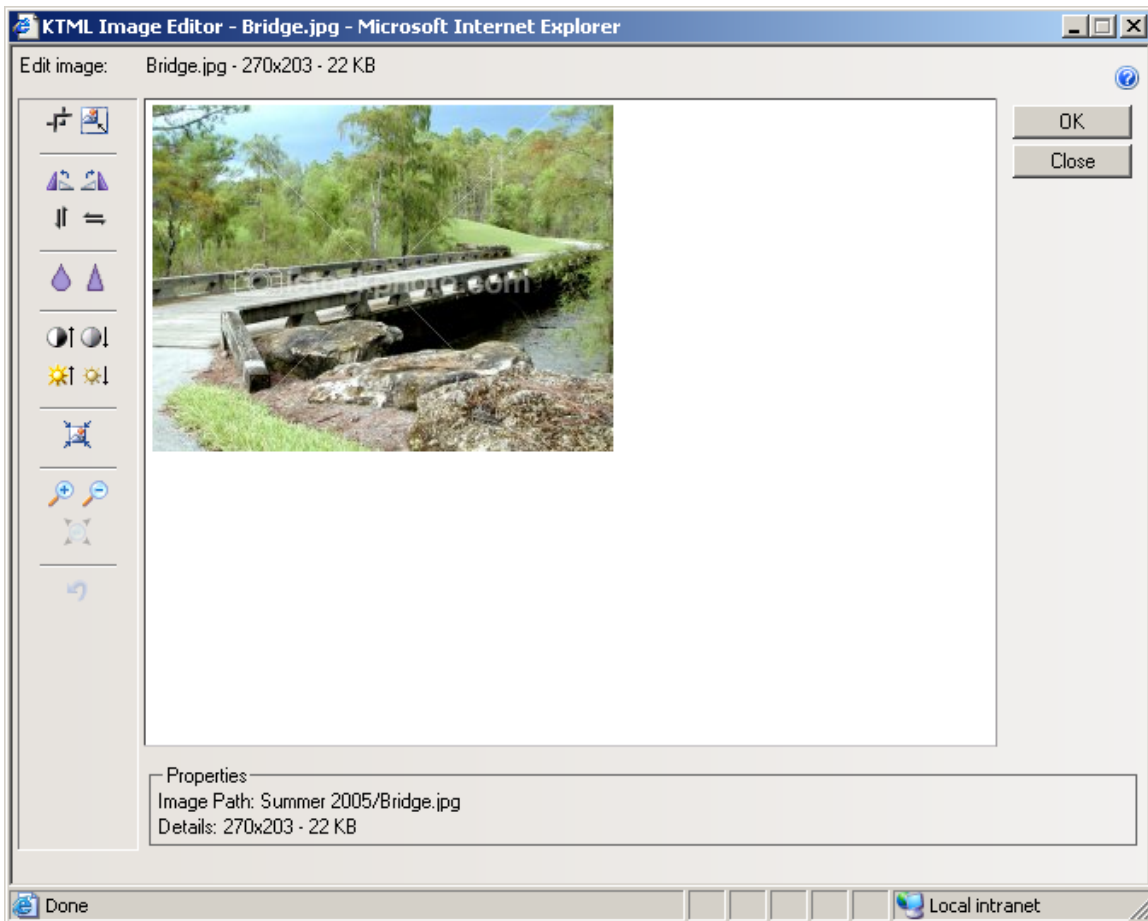 KTML Image Editor - Bridge.jpg - Microsoft Internet Explorer
Edit image: Bridge.jpg - 270x203 - 22 KB
OK
Close
istockphoto.com
Properties
Image Path: Summer 2005/Bridge.jpg
Details: 270x203 - 22 KB
Done
Local intranet